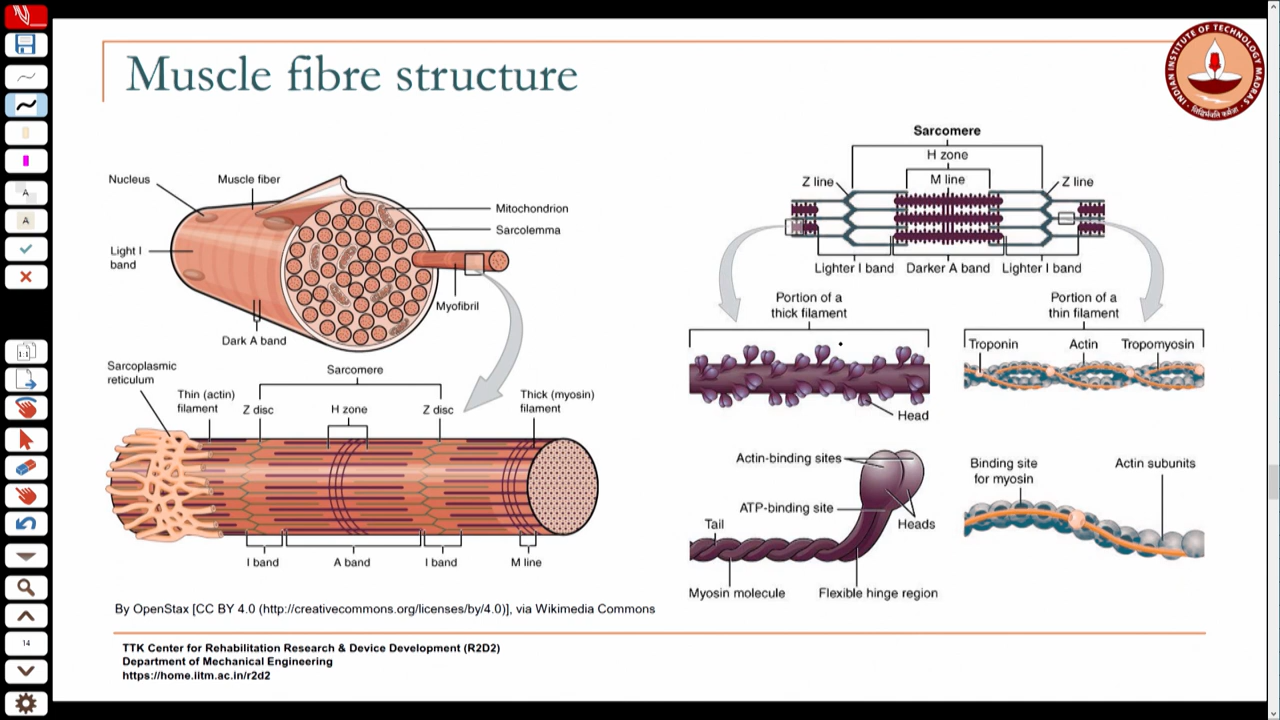 Muscle fibre structure
INDIAN INSTITUTE OF TECHNOLOGY MADRAS
सिद्धिर्भवति कर्मजा
Nucleus
Muscle fiber
Mitochondrion
Sarcolemma
Light I
band
Myofibril
Dark A band
Sarcoplasmic
reticulum
Sarcomere
Thin (actin)
filament
Z disc
H zone
Z disc
Thick (myosin)
filament
I band
A band
I band
M line
Sarcomere
H zone
M line
Z line
Z line
Lighter I band
Darker A band
Lighter I band
Portion of a
thick filament
Portion of a
thin filament
Troponin
Actin
Tropomyosin
Head
Actin-binding sites
ATP-binding site
Tail
Heads
Myosin molecule
Flexible hinge region
Binding site
for myosin
Actin subunits
By OpenStax [CC BY 4.0 (http://creativecommons.org/licenses/by/4.0)], via Wikimedia Commons
TTK Center for Rehabilitation Research & Device Development (R2D2)
Department of Mechanical Engineering
https://home.iitm.ac.in/r2d2
A
A
1:1
14